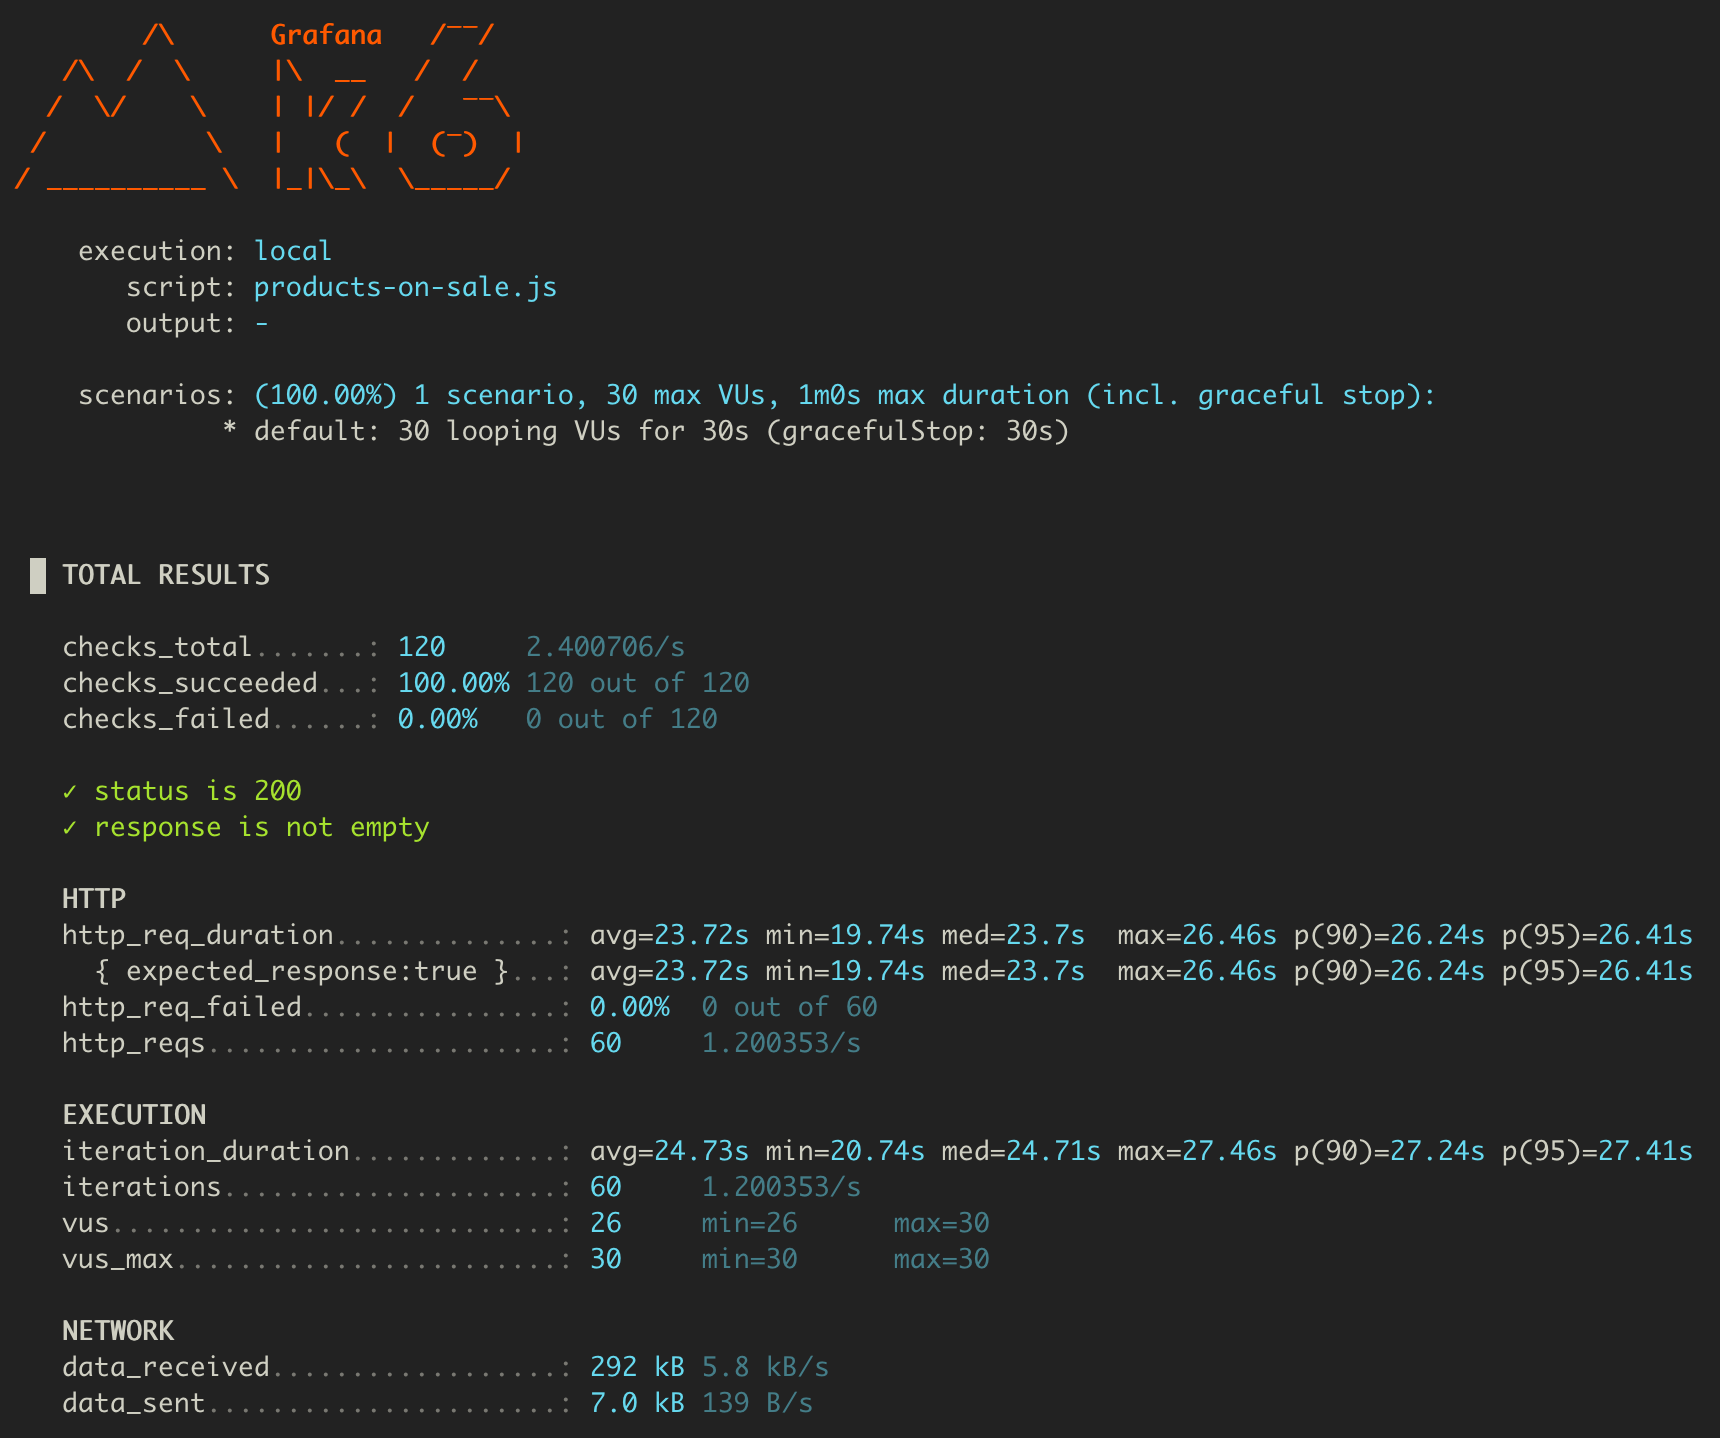 /\      Grafana   /‾‾/
    /\  /  \     |\  __   /  /
   /  \/    \    | |/ /  /   ‾‾\
  /          \   |   (  |  (‾)  |
 / __________ \  |_|\_\  \_____/
execution: local
script: products-on-sale.js
output: -
scenarios: (100.00%) 1 scenario, 30 max VUs, 1m0s max duration (incl. graceful stop):
* default: 30 looping VUs for 30s (gracefulStop: 30s)
█ TOTAL RESULTS
checks_total.......: 120     2.400706/s
checks_succeeded...: 100.00% 120 out of 120
checks_failed......: 0.00%   0 out of 120
✓ status is 200
✓ response is not empty
HTTP
http_req_duration..............: avg=23.72s min=19.74s med=23.7s  max=26.46s p(90)=26.24s p(95)=26.41s
{ expected_response:true }...: avg=23.72s min=19.74s med=23.7s  max=26.46s p(90)=26.24s p(95)=26.41s
http_req_failed................: 0.00%  0 out of 60
http_reqs......................: 60     1.200353/s
EXECUTION
iteration_duration.............: avg=24.73s min=20.74s med=24.71s max=27.46s p(90)=27.24s p(95)=27.41s
iterations.....................: 60     1.200353/s
vus............................: 26     min=26      max=30
vus_max........................: 30     min=30      max=30
NETWORK
data_received..................: 292 kB 5.8 kB/s
data_sent......................: 7.0 kB 139 B/s